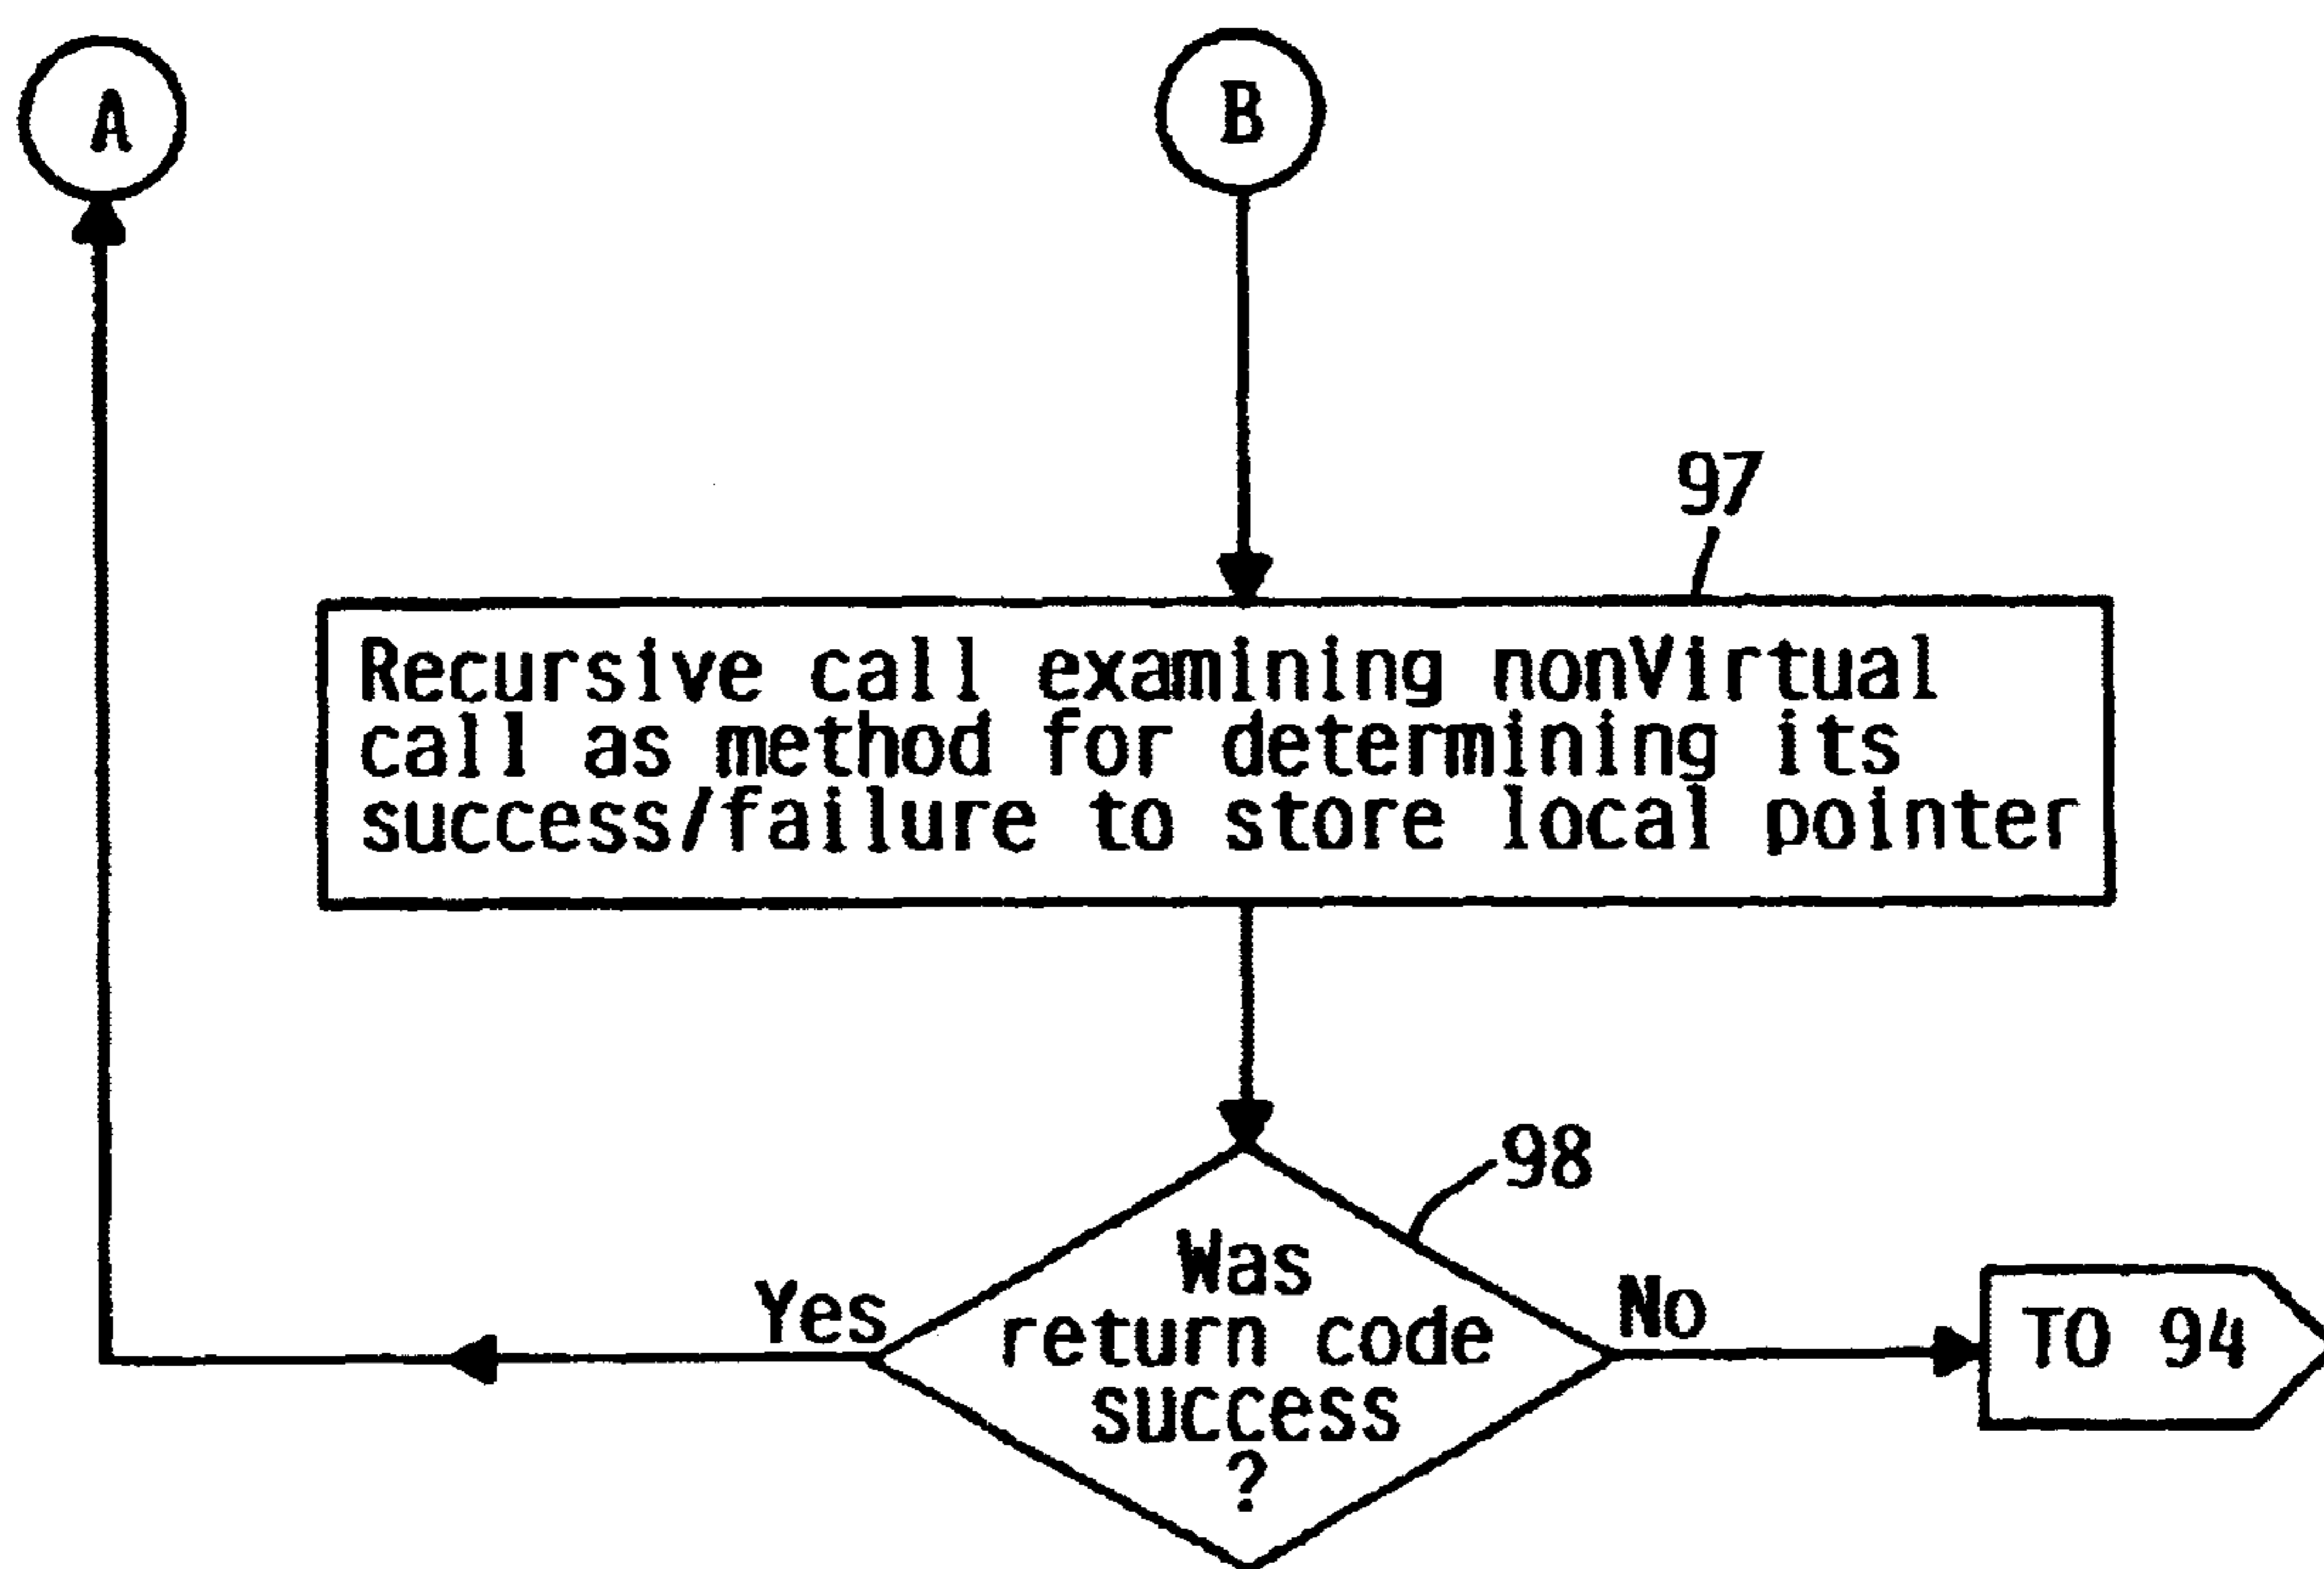 A
B
97
Recursive call examining nonVirtual
call as method for determining its
success/failure to store local pointer
98
Was
return code
success
?
Yes
No
TO 94